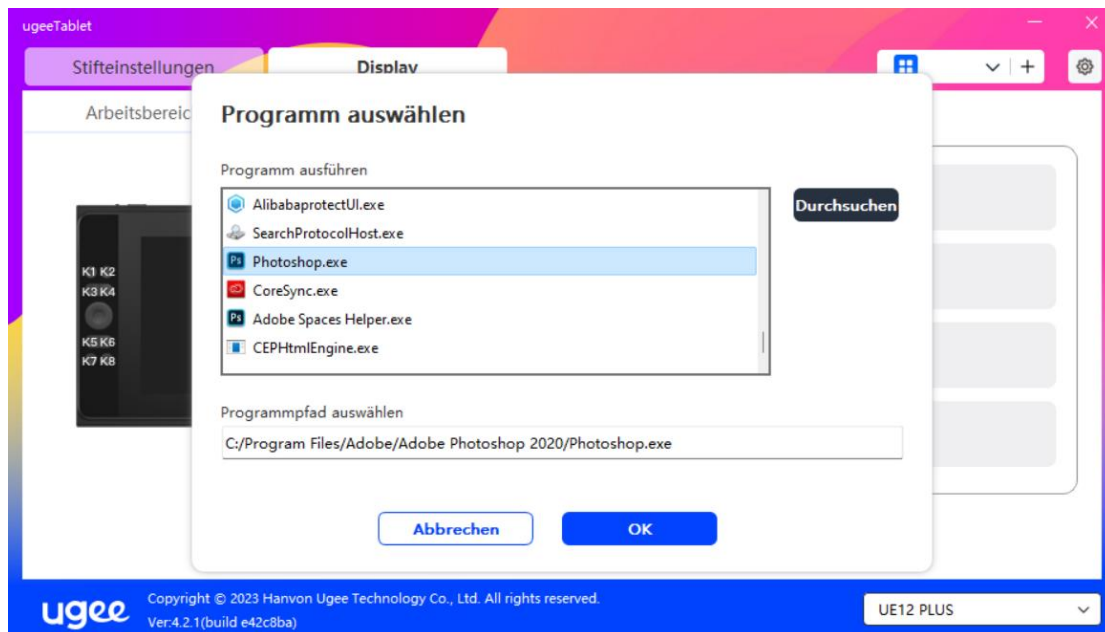 ugeeTablet
Stifteinstellungen
Display
Arbeitsbereic
Programm auswählen
Programm ausführen
AlibabaprotectUI.exe
SearchProtocolHost.exe
Photoshop.exe
CoreSync.exe
Adobe Spaces Helper.exe
CEPHtmlEngine.exe
Durchsuchen
K1 K2
K3 K4
K5 K6
K7 K8
Programmpfad auswählen
C:/Program Files/Adobe/Adobe Photoshop 2020/Photoshop.exe
Abbrechen
OK
ugee
Copyright © 2023 Hanvon Ugee Technology Co., Ltd. All rights reserved.
Ver:4.2.1(build e42c8ba)
UE12 PLUS